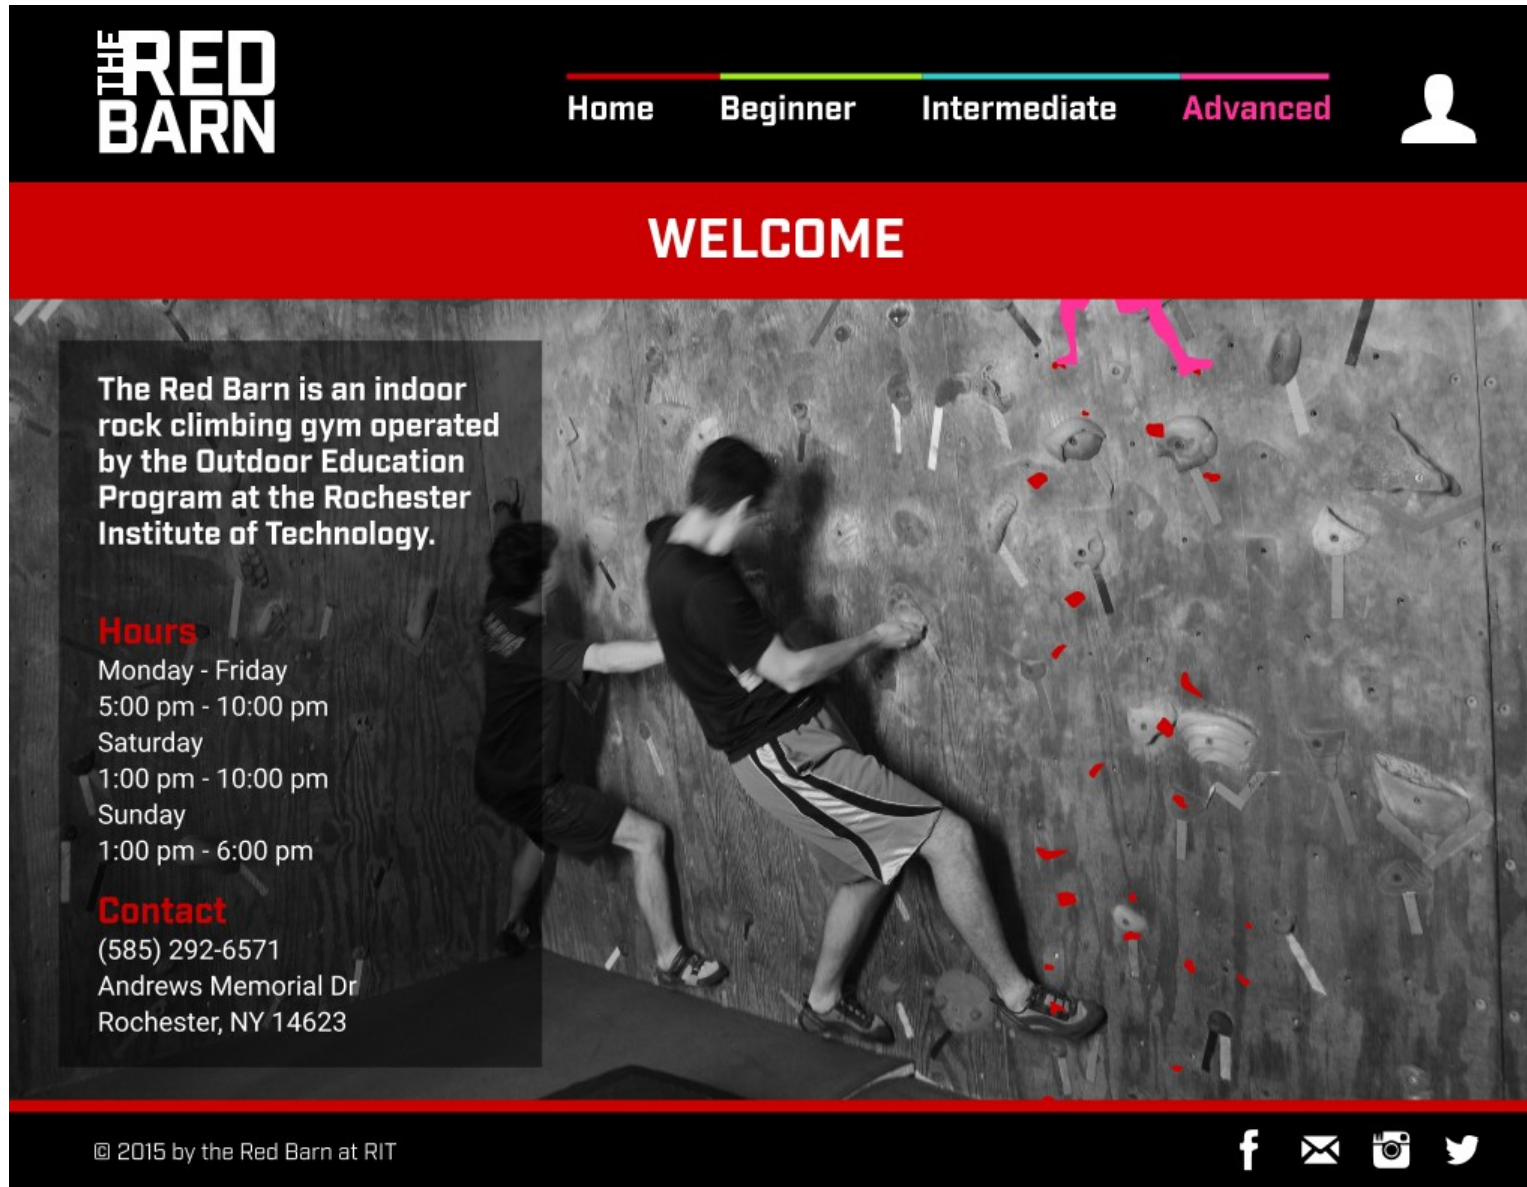 THE RED
BARN
Home Beginner Intermediate Advanced
WELCOME
The Red Barn is an indoor
rock climbing gym operated
by the Outdoor Education
Program at the Rochester
Institute of Technology.
Hours
Monday - Friday
5:00 pm - 10:00 pm
Saturday
1:00 pm - 10:00 pm
Sunday
1:00 pm - 6:00 pm
Contact
(585) 292-6571
Andrews Memorial Dr
Rochester, NY 14623
© 2015 by the Red Barn at RIT